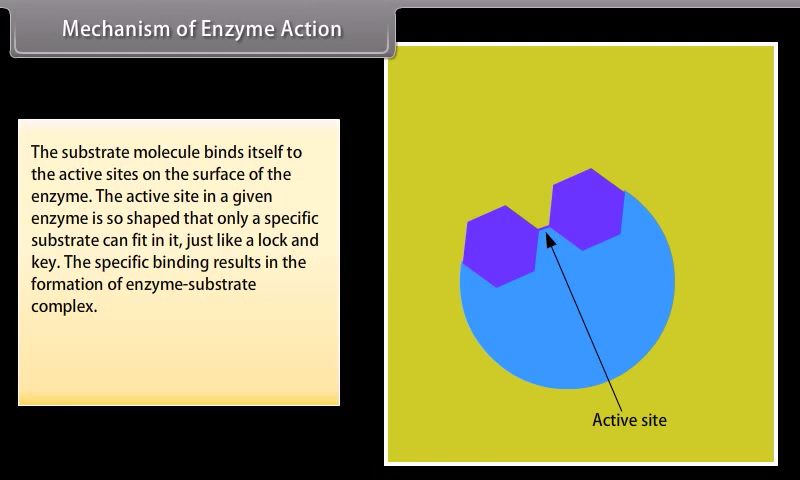 Mechanism of Enzyme Action
The substrate molecule binds itself to
the active sites on the surface of the
enzyme. The active site in a given
enzyme is so shaped that only a specific
substrate can fit in it, just like a lock and
key. The specific binding results in the
formation of enzyme-substrate
complex.
Active site